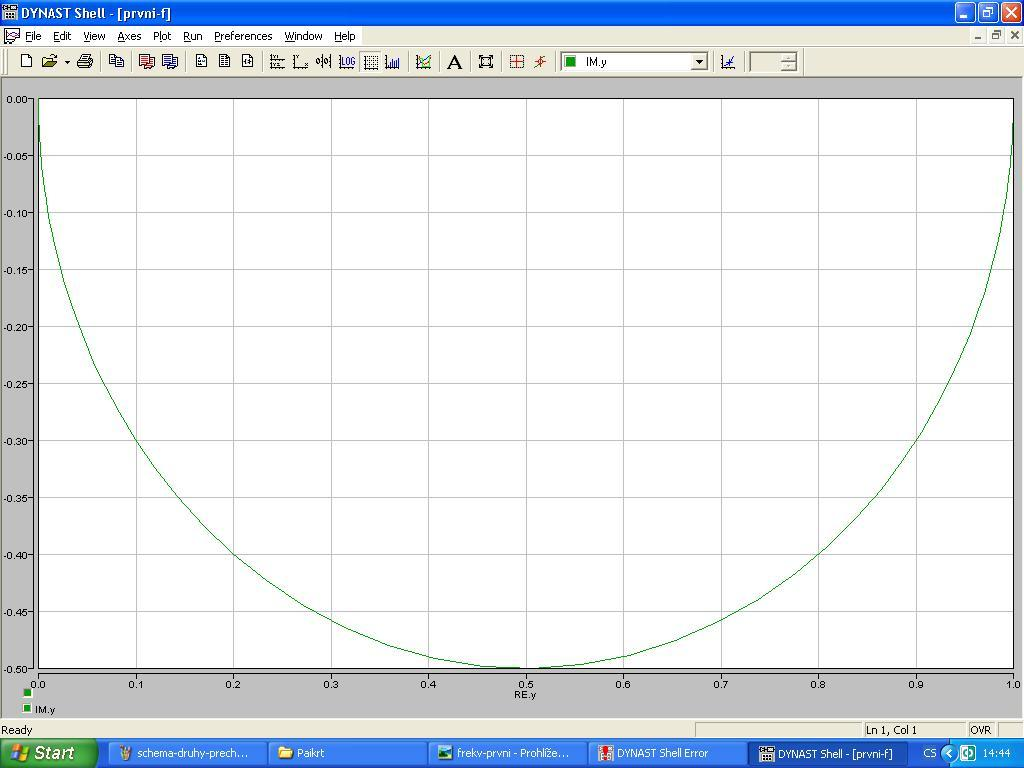 DYNAST Shell - [prvni-f]
File Edit View Axes Plot Run Preferences Window Help
LOG A IM.y
0.00
-0.05
-0.10
-0.15
-0.20
-0.25
-0.30
-0.35
-0.40
-0.45
-0.50
0.0 0.1 0.2 0.3 0.4 0.5 0.6 0.7 0.8 0.9 1.0
RE.y
IM.y
Ready Ln 1, Col 1 OVR
Start schema-druhy-prech... Paikrt frekv-prvni - Prohlíže... DYNAST Shell Error DYNAST Shell - [prvni-f] CS 14:44